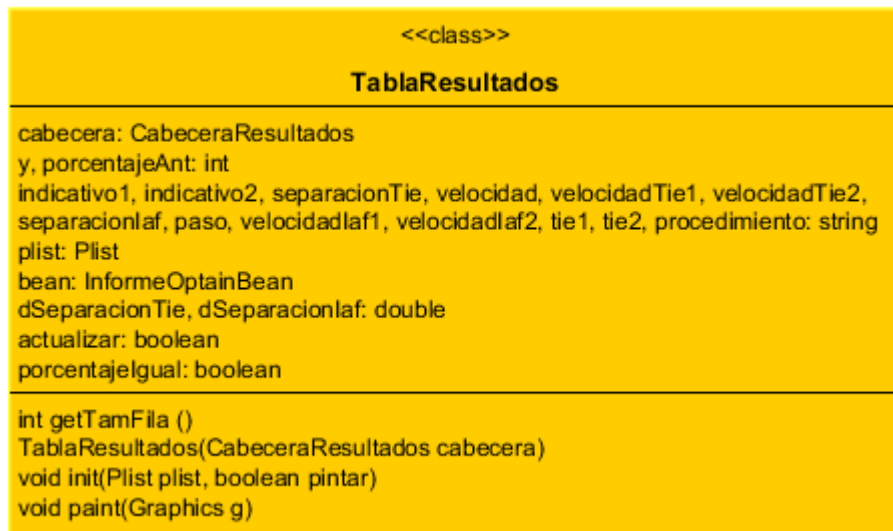 <<class>>
TablaResultados
cabecera: CabeceraResultados
y, porcentajeAnt: int
indicativo1, indicativo2, separacionTie, velocidad, velocidadTie1, velocidadTie2,
separacionIaf, paso, velocidadIaf1, velocidadIaf2, tie1, tie2, procedimiento: string
plist: Plist
bean: InformeOptainBean
dSeparacionTie, dSeparacionIaf: double
actualizar: boolean
porcentajeIgual: boolean
int getTamFila ()
TablaResultados(CabeceraResultados cabecera)
void init(Plist plist, boolean pintar)
void paint(Graphics g)